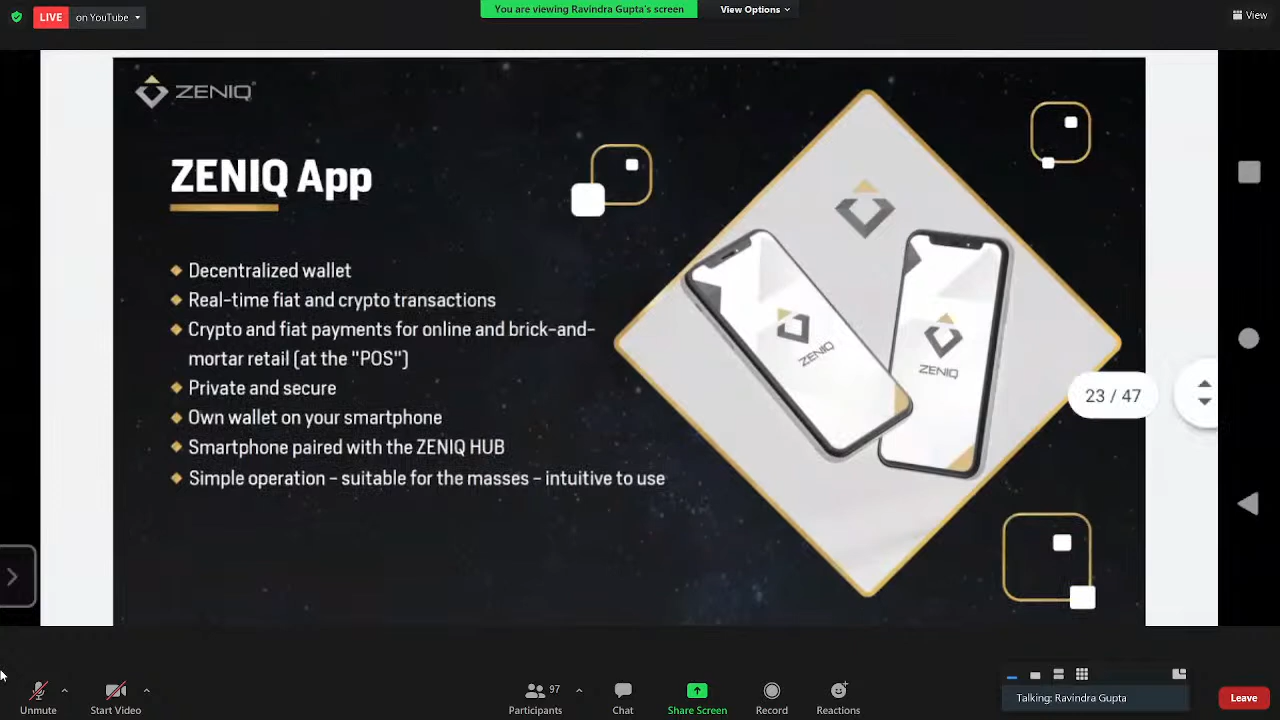 LIVE on YouTube
You are viewing Ravindra Gupta's screen
View Options
View
ZENIQ
ZENIQ App
Decentralized wallet
Real-time fiat and crypto transactions
Crypto and fiat payments for online and brick-and-
mortar retail (at the "POS")
Private and secure
Own wallet on your smartphone
Smartphone paired with the ZENIQ HUB
Simple operation – suitable for the masses – intuitive to use
ZENIQ
ZENIQ
23 / 47
Unmute
Start Video
97
Participants
Chat
Share Screen
Record
Reactions
Talking: Ravindra Gupta
Leave